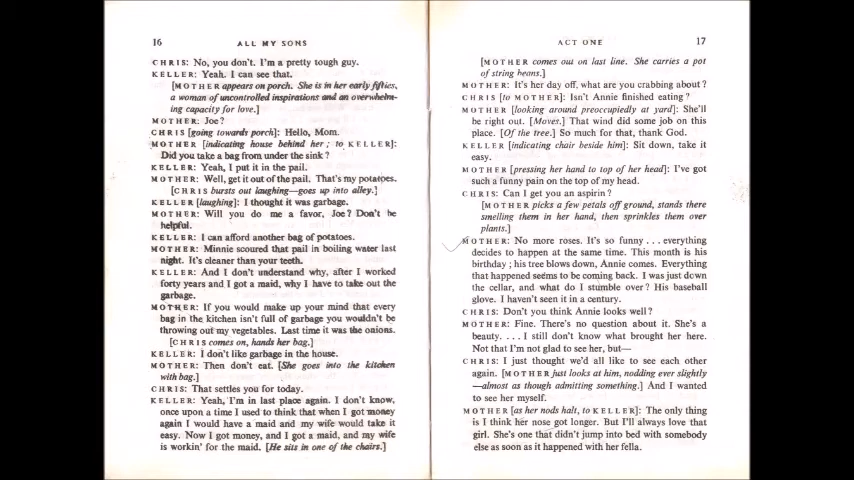 16 ALL MY SONS
CHRIS: No, you don't. I'm a pretty tough guy.
KELLER: Yeah. I can see that.
[MOTHER appears on porch. She is in her early fifties,
a woman of uncontrolled inspirations and an overwhelm-
ing capacity for love.]
MOTHER: Joe?
CHRIS [going towards porch]: Hello, Mom.
MOTHER [indicating house behind her; to KELLER]:
Did you take a bag from under the sink?
KELLER: Yeah, I put it in the pail.
MOTHER: Well, get it out of the pail. That's my potatoes.
[CHRIS bursts out laughing—goes up into alley.]
KELLER [laughing]: I thought it was garbage.
MOTHER: Will you do me a favor, Joe? Don't be
helpful.
KELLER: I can afford another bag of potatoes.
MOTHER: Minnie scoured that pail in boiling water last
night. It's cleaner than your teeth.
KELLER: And I don't understand why, after I worked
forty years and I got a maid, why I have to take out the
garbage.
MOTHER: If you would make up your mind that every
bag in the kitchen isn't full of garbage you wouldn't be
throwing out my vegetables. Last time it was the onions.
[CHRIS comes on, hands her bag.]
KELLER: I don't like garbage in the house.
MOTHER: Then don't eat. [She goes into the kitchen
with bag.]
CHRIS: That settles you for today.
KELLER: Yeah, I'm in last place again. I don't know,
once upon a time I used to think that when I got money
again I would have a maid and my wife would take it
easy. Now I got money, and I got a maid, and my wife
is workin' for the maid. [He sits in one of the chairs.]
ACT ONE 17
[MOTHER comes out on last line. She carries a pot
of string beans.]
MOTHER: It's her day off, what are you crabbing about?
CHRIS [to MOTHER]: Isn't Annie finished eating?
MOTHER [looking around preoccupiedly at yard]: She'll
be right out. [Moves.] That wind did some job on this
place. [Of the tree.] So much for that, thank God.
KELLER [indicating chair beside him]: Sit down, take it
easy.
MOTHER [pressing her hand to top of her head]: I've got
such a funny pain on the top of my head.
CHRIS: Can I get you an aspirin?
[MOTHER picks a few petals off ground, stands there
smelling them in her hand, then sprinkles them over
plants.]
MOTHER: No more roses. It's so funny . . . everything
decides to happen at the same time. This month is his
birthday; his tree blows down, Annie comes. Everything
that happened seems to be coming back. I was just down
the cellar, and what do I stumble over? His baseball
glove. I haven't seen it in a century.
CHRIS: Don't you think Annie looks well?
MOTHER: Fine. There's no question about it. She's a
beauty. . . . I still don't know what brought her here.
Not that I'm not glad to see her, but—
CHRIS: I just thought we'd all like to see each other
again. [MOTHER just looks at him, nodding ever slightly
—almost as though admitting something.] And I wanted
to see her myself.
MOTHER [as her nods halt, to KELLER]: The only thing
is I think her nose got longer. But I'll always love that
girl. She's one that didn't jump into bed with somebody
else as soon as it happened with her fella.